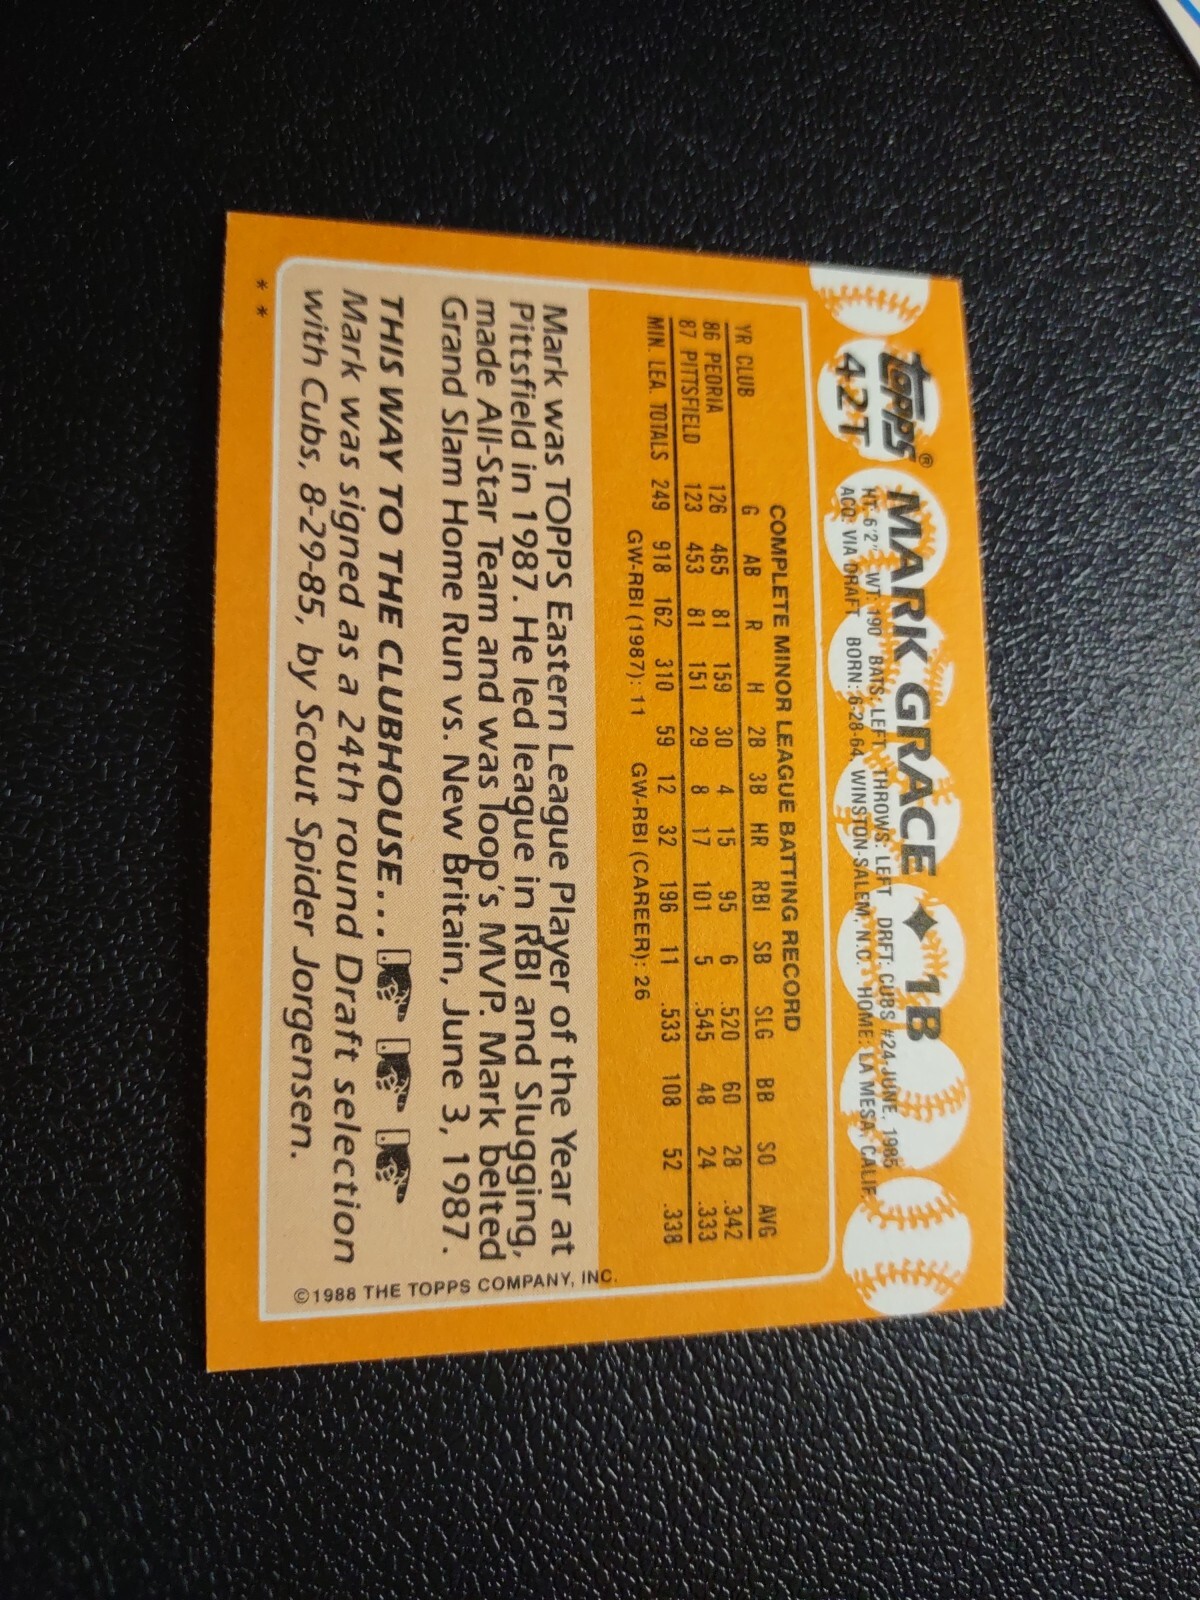 TOPPS®
42T
MARK GRACE ◆ 1B
HT: 6'2" WT: 190 BATS: LEFT THROWS: LEFT DRFT: CUBS #24-JUNE, 1985
ACQ: VIA DRAFT BORN: 6-28-64, WINSTON-SALEM, N.C. HOME: LA MESA, CALIF.
COMPLETE MINOR LEAGUE BATTING RECORD
YR CLUB G AB R H 2B 3B HR RBI SB SLG BB SO AVG
86 PEORIA 126 465 81 159 30 4 15 95 6 .520 60 28 .342
87 PITTSFIELD 123 453 81 151 29 8 17 101 5 .545 48 24 .333
MIN. LEA. TOTALS 249 918 162 310 59 12 32 196 11 .533 108 52 .338
GW-RBI (1987): 11 GW-RBI (CAREER): 26
Mark was TOPPS Eastern League Player of the Year at
Pittsfield in 1987. He led league in RBI and Slugging,
made All-Star Team and was loop's MVP. Mark belted
Grand Slam Home Run vs. New Britain, June 3, 1987.
THIS WAY TO THE CLUBHOUSE...
Mark was signed as a 24th round Draft selection
with Cubs, 8-29-85, by Scout Spider Jorgensen.
©1988 THE TOPPS COMPANY, INC.
* *